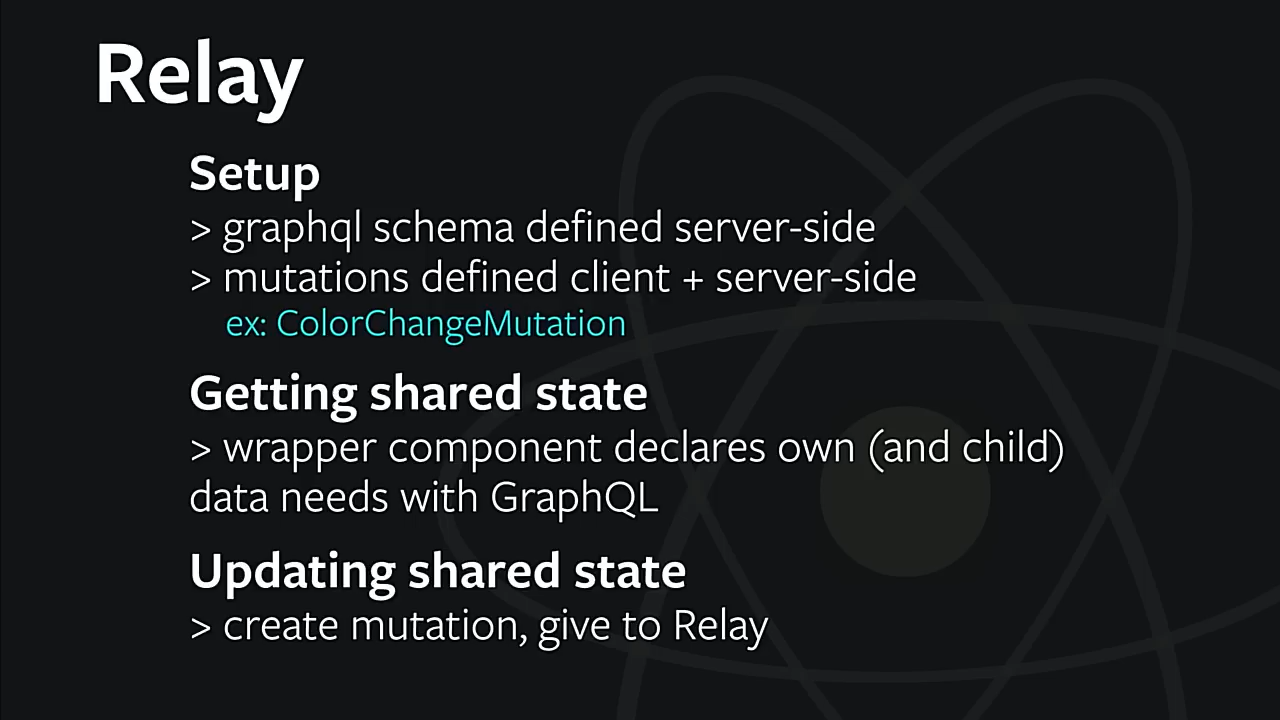 Relay
Setup
> graphql schema defined server-side
> mutations defined client + server-side
ex: ColorChangeMutation
Getting shared state
> wrapper component declares own (and child)
data needs with GraphQL
Updating shared state
> create mutation, give to Relay